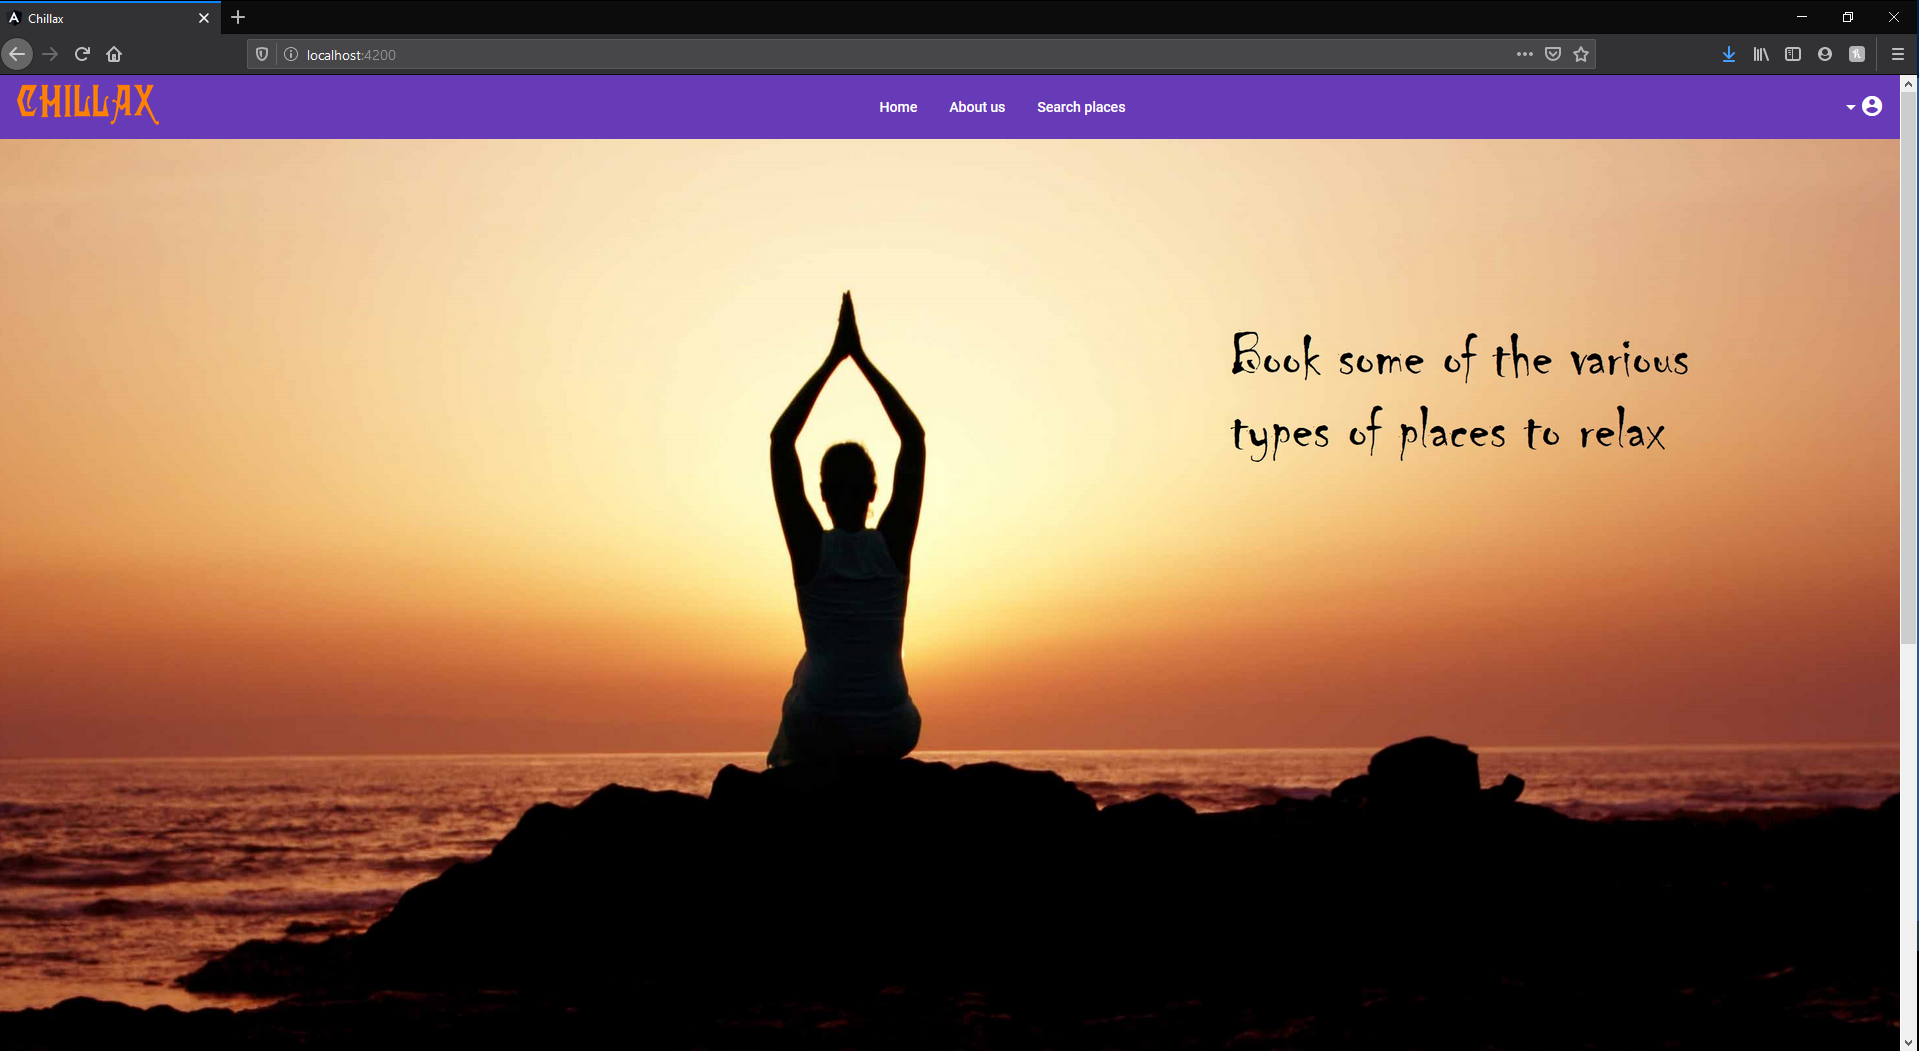 Chillax
localhost:4200
CHILLAX
Home About us Search places
Book some of the various
types of places to relax